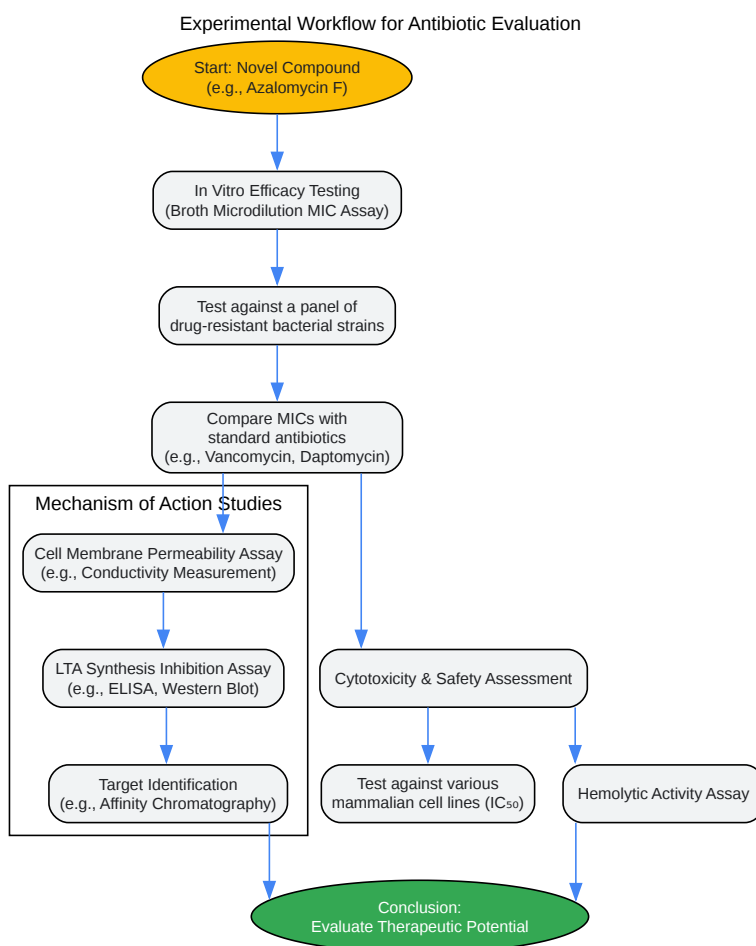 Experimental Workflow for Antibiotic Evaluation
Start: Novel Compound
(e.g., Azalomycin F)
In Vitro Efficacy Testing
(Broth Microdilution MIC Assay)
Test against a panel of
drug-resistant bacterial strains
Compare MICs with
standard antibiotics
(e.g., Vancomycin, Daptomycin)
Mechanism of Action Studies
Cell Membrane Permeability Assay
(e.g., Conductivity Measurement)
LTA Synthesis Inhibition Assay
(e.g., ELISA, Western Blot)
Target Identification
(e.g., Affinity Chromatography)
Cytotoxicity & Safety Assessment
Test against various
mammalian cell lines (IC₅₀)
Hemolytic Activity Assay
Conclusion:
Evaluate Therapeutic Potential